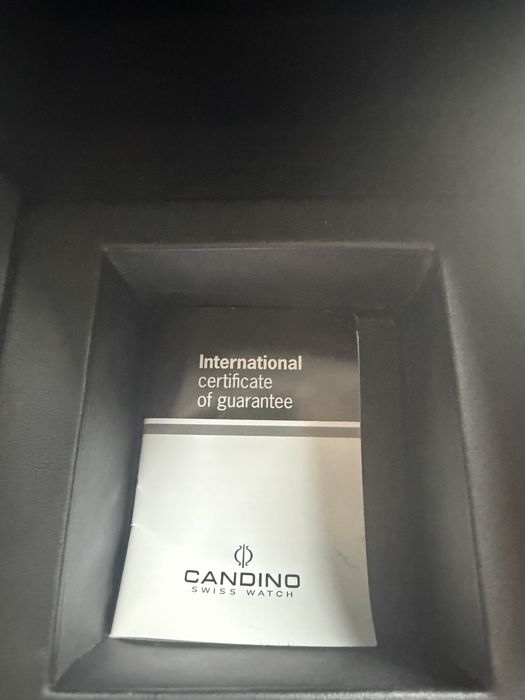 International
certificate
of guarantee
CANDINO
SWISS WATCH